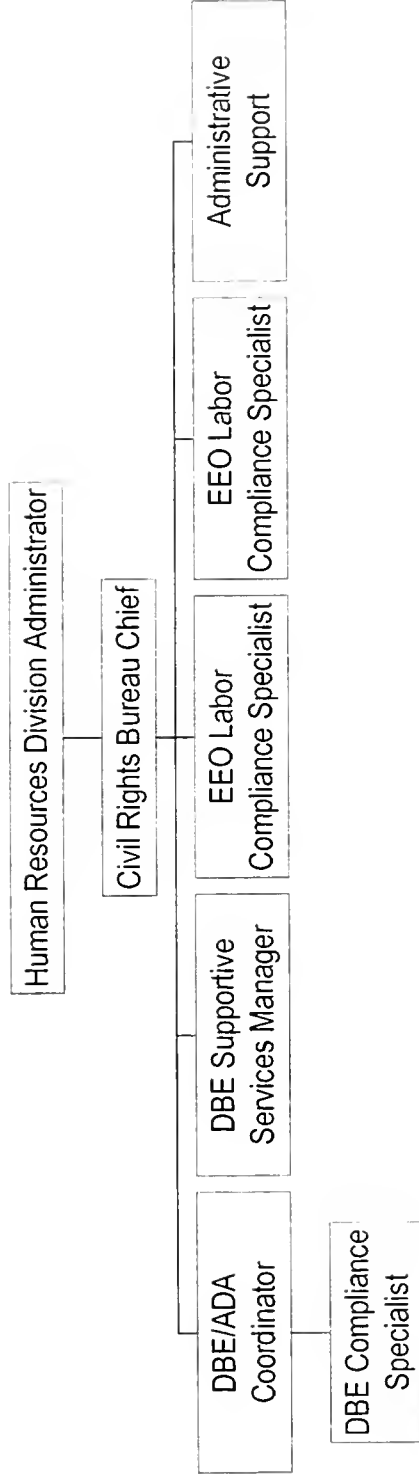 Human Resources Division Administrator
Civil Rights Bureau Chief
DBE/ADA
Coordinator
DBE Supportive
Services Manager
EEO Labor
Compliance Specialist
EEO Labor
Compliance Specialist
Administrative
Support
DBE Compliance
Specialist